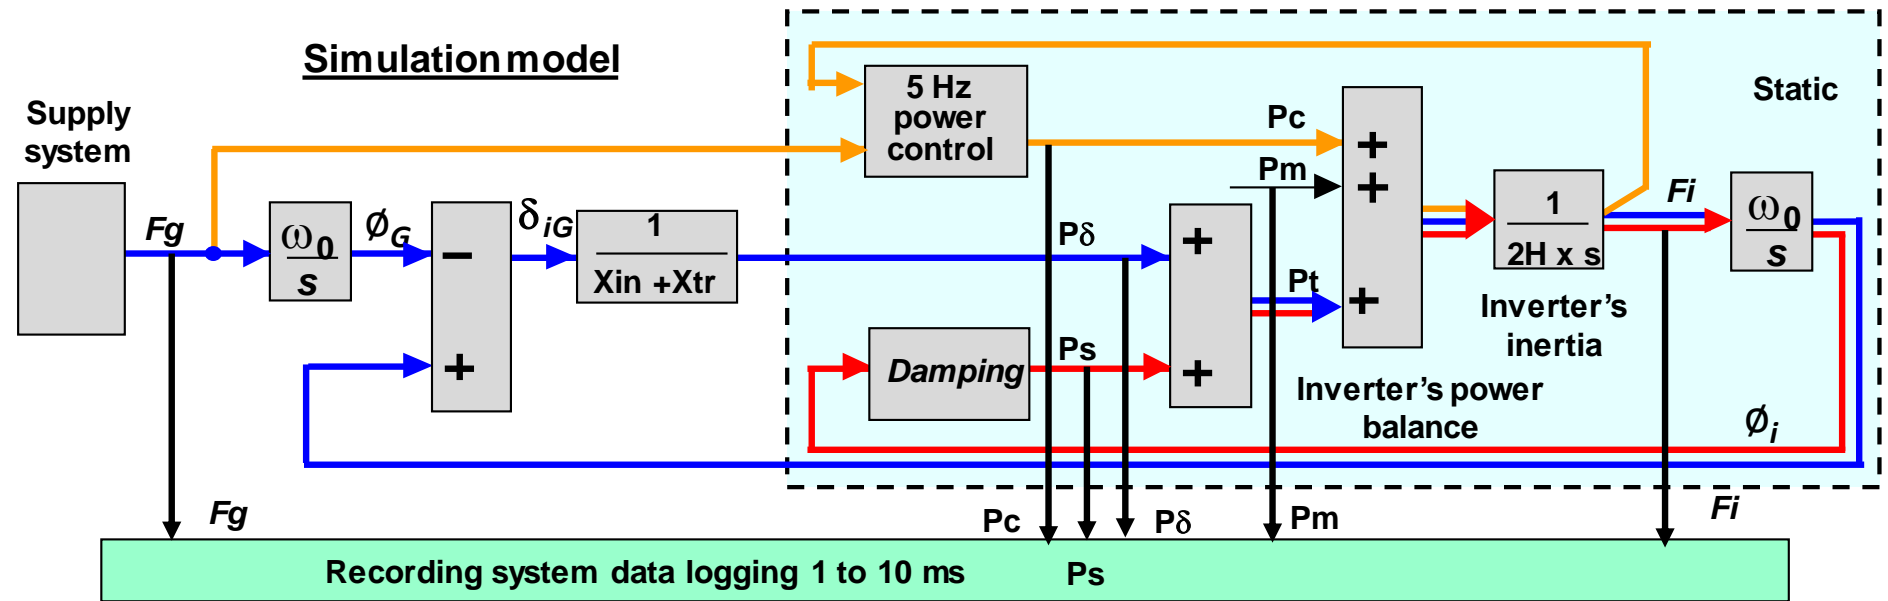 Simulation model
Static
Supply
system
5 Hz
power
control
Pc
+
Pm
+
Fg
ω0
s
ϕG
−
δiG
1
Xin +Xtr
Pδ
+
Pt
+
1
2H x s
Fi
ω0
s
Inverter's
inertia
+
Damping
Ps
+
Inverter's power
balance
ϕi
Fg
Pc
Pδ
Pm
Fi
Recording system data logging 1 to 10 ms
Ps